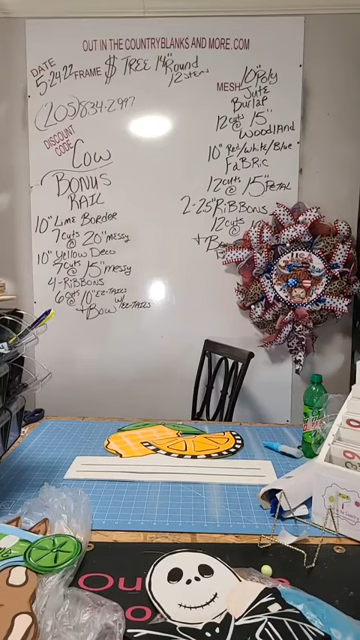 OUT IN THE COUNTRYBLANKS AND MORE.COM
DATE
5-24-22
FRAME
$ TREE 14" Round
12 stems
(205) 834-2997
DISCOUNT
CODE
Cow
BONUS
RAIL
10" Lime Border
7 cuts @ 20" messy
10" Yellow Deco
7 cuts @ 15" messy
4-Ribbons
6 @ 10" EZ-TAILS
+ Bow w/ EZ-TAILS
MESH
10" Poly
Jute
Burlap
12 cuts @ 15"
Woodland
10" Red/White/Blue
FaBRic
12 cuts @ 15" Petal
2-25" RiBBons
12 cuts @
Ou